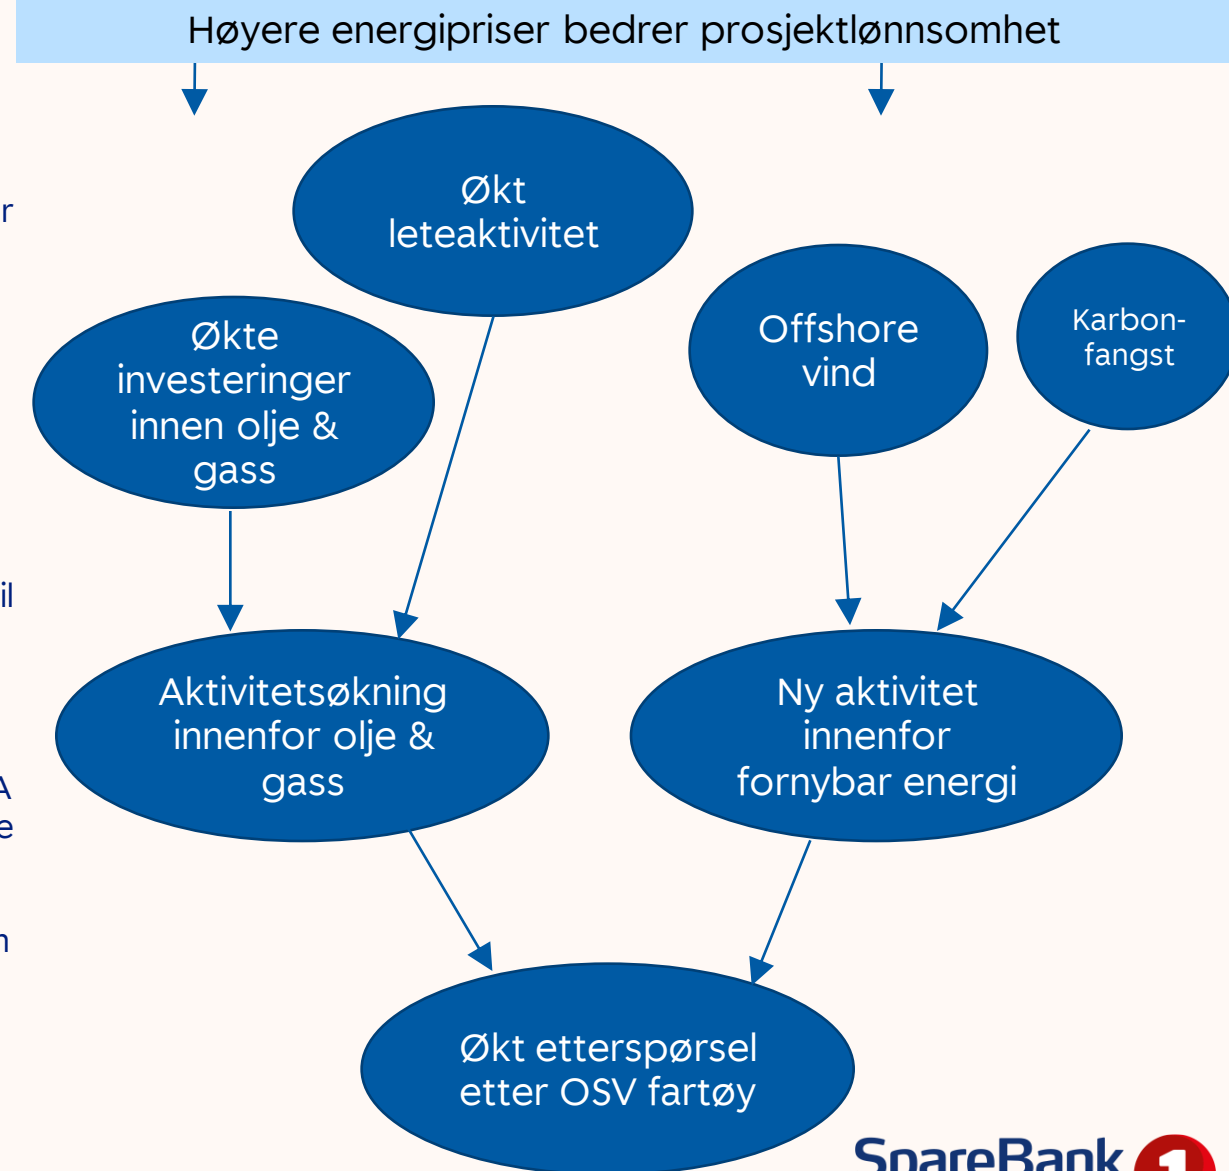 Høyere energipriser bedrer prosjektlønnsomhet
Økt
leteaktivitet
Økte
investeringer
innen olje &
gass
Offshore
vind
Karbon-
fangst
Aktivitetsøkning
innenfor olje &
gass
Ny aktivitet
innenfor
fornybar energi
Økt etterspørsel
etter OSV fartøy
SpareBank 1